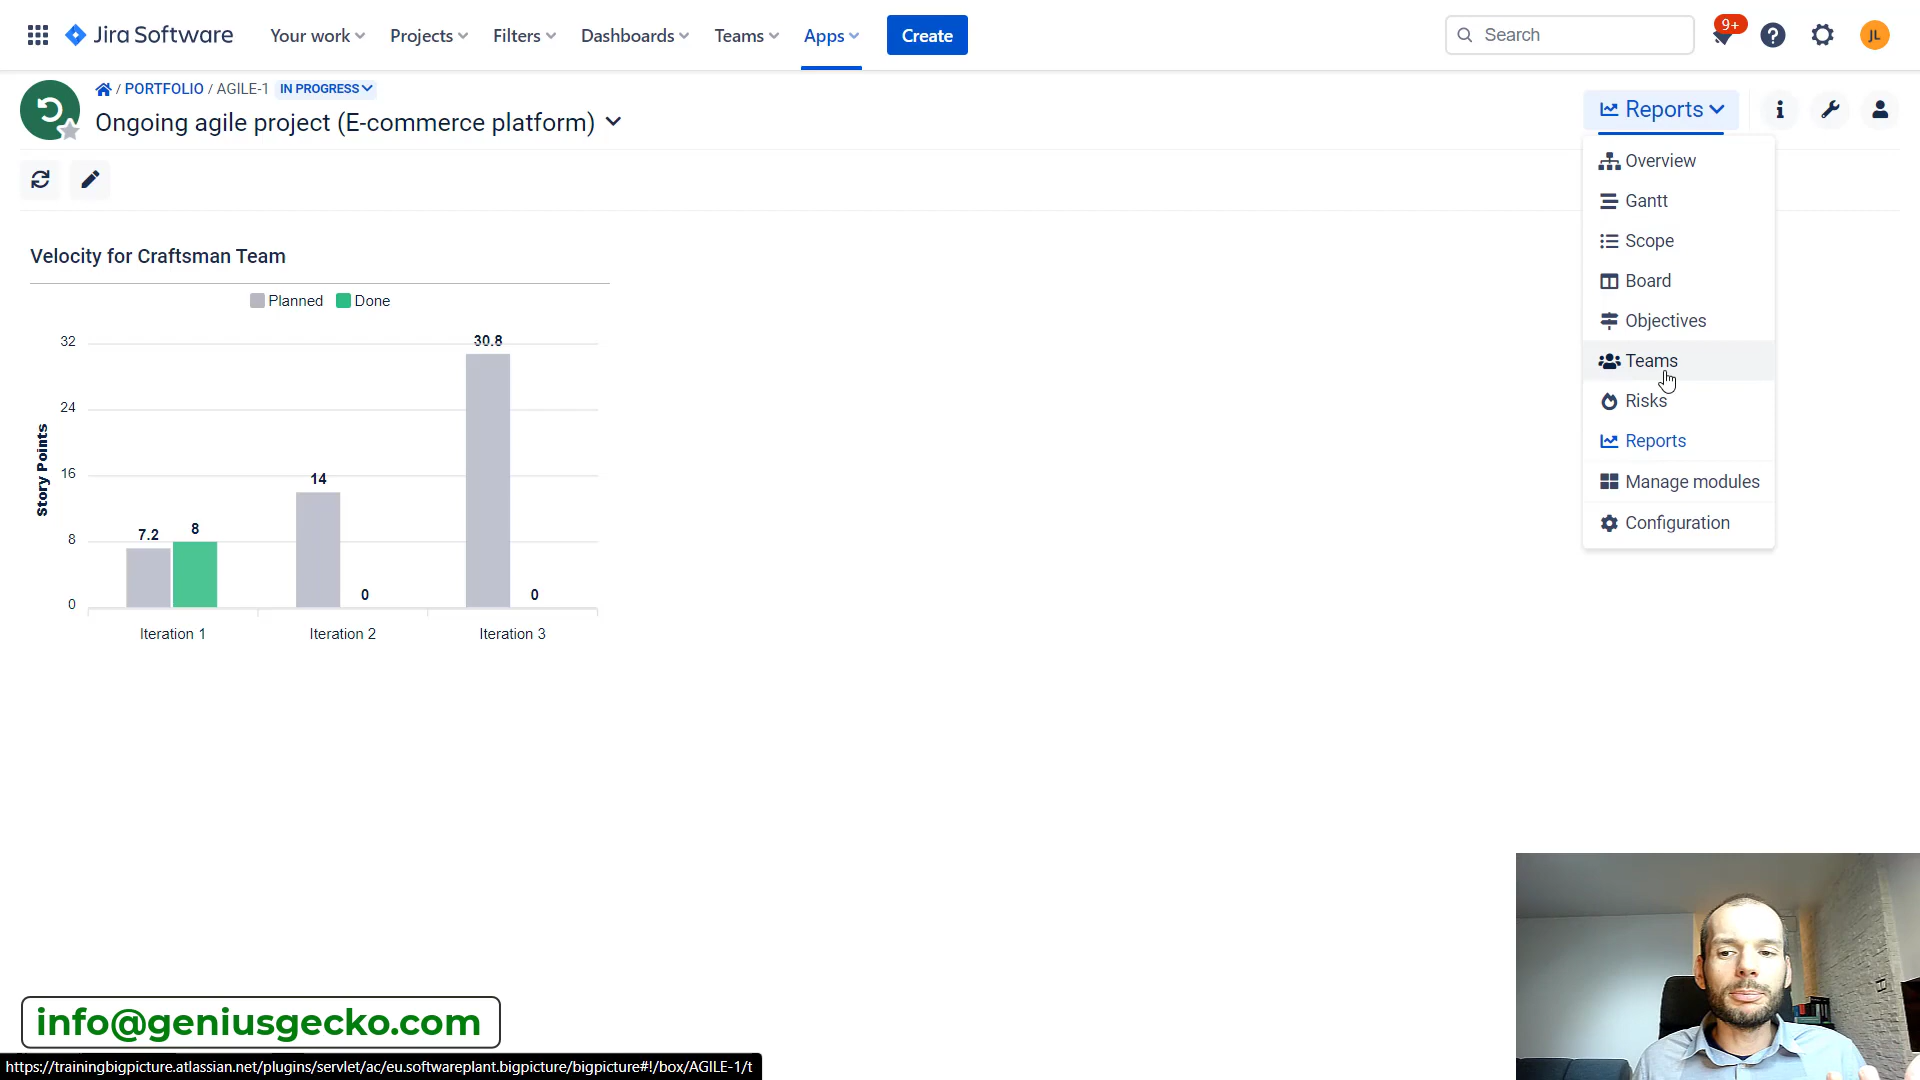 Jira Software
Your work
Projects
Filters
Dashboards
Teams
Apps
Create
Search
9+
JL
/ PORTFOLIO / AGILE-1 IN PROGRESS
Ongoing agile project (E-commerce platform)
Reports
Overview
Gantt
Scope
Board
Objectives
Teams
Risks
Reports
Manage modules
Configuration
Velocity for Craftsman Team
Planned Done
Story Points
32
24
16
8
0
7.2
8
14
0
30.8
0
Iteration 1
Iteration 2
Iteration 3
info@geniusgecko.com
https://trainingbigpicture.atlassian.net/plugins/servlet/ac/eu.softwareplant.bigpicture/bigpicture#!/box/AGILE-1/t